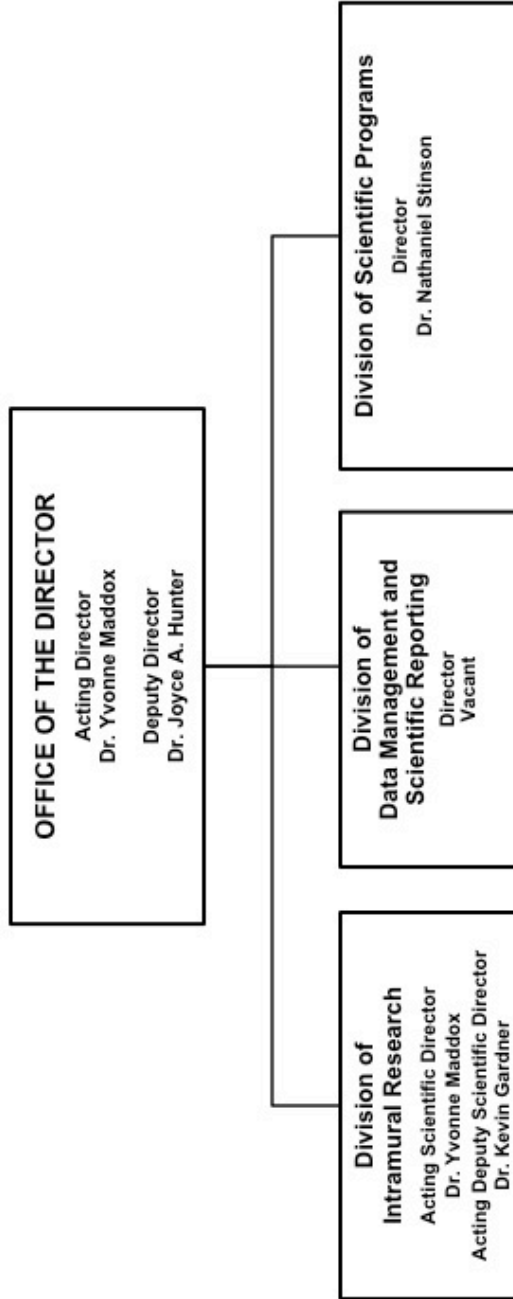 OFFICE OF THE DIRECTOR
Acting Director
Dr. Yvonne Maddox
Deputy Director
Dr. Joyce A. Hunter
Division of
Intramural Research
Acting Scientific Director
Dr. Yvonne Maddox
Acting Deputy Scientific Director
Dr. Kevin Gardner
Division of
Data Management and
Scientific Reporting
Director
Vacant
Division of Scientific Programs
Director
Dr. Nathaniel Stinson